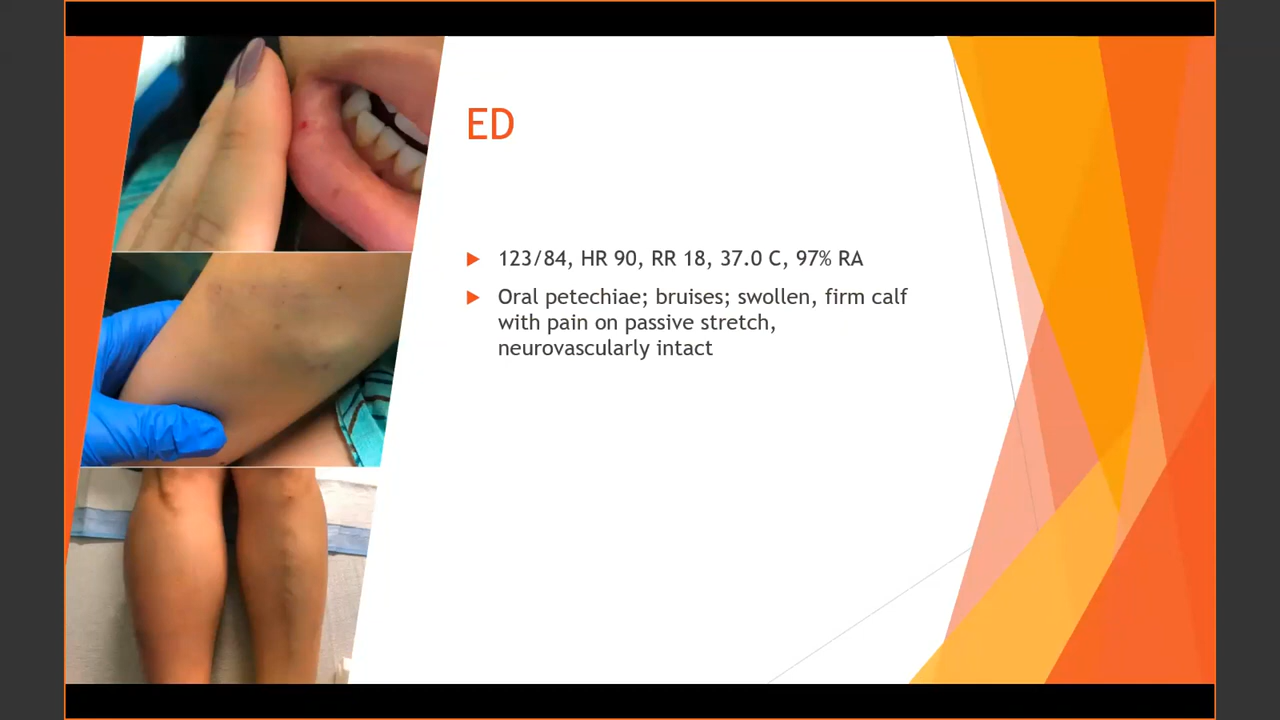 ED
123/84, HR 90, RR 18, 37.0 C, 97% RA
Oral petechiae; bruises; swollen, firm calf
with pain on passive stretch,
neurovascularly intact